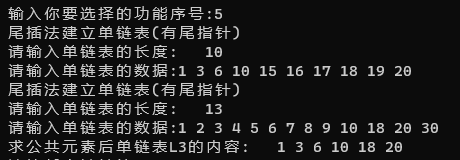 输入你要选择的功能序号:5
尾插法建立单链表(有尾指针)
请输入单链表的长度:   10
请输入单链表的数据:1 3 6 10 15 16 17 18 19 20
尾插法建立单链表(有尾指针)
请输入单链表的长度:   13
请输入单链表的数据:1 2 3 4 5 6 7 8 9 10 18 20 30
求公共元素后单链表L3的内容:   1 3 6 10 18 20